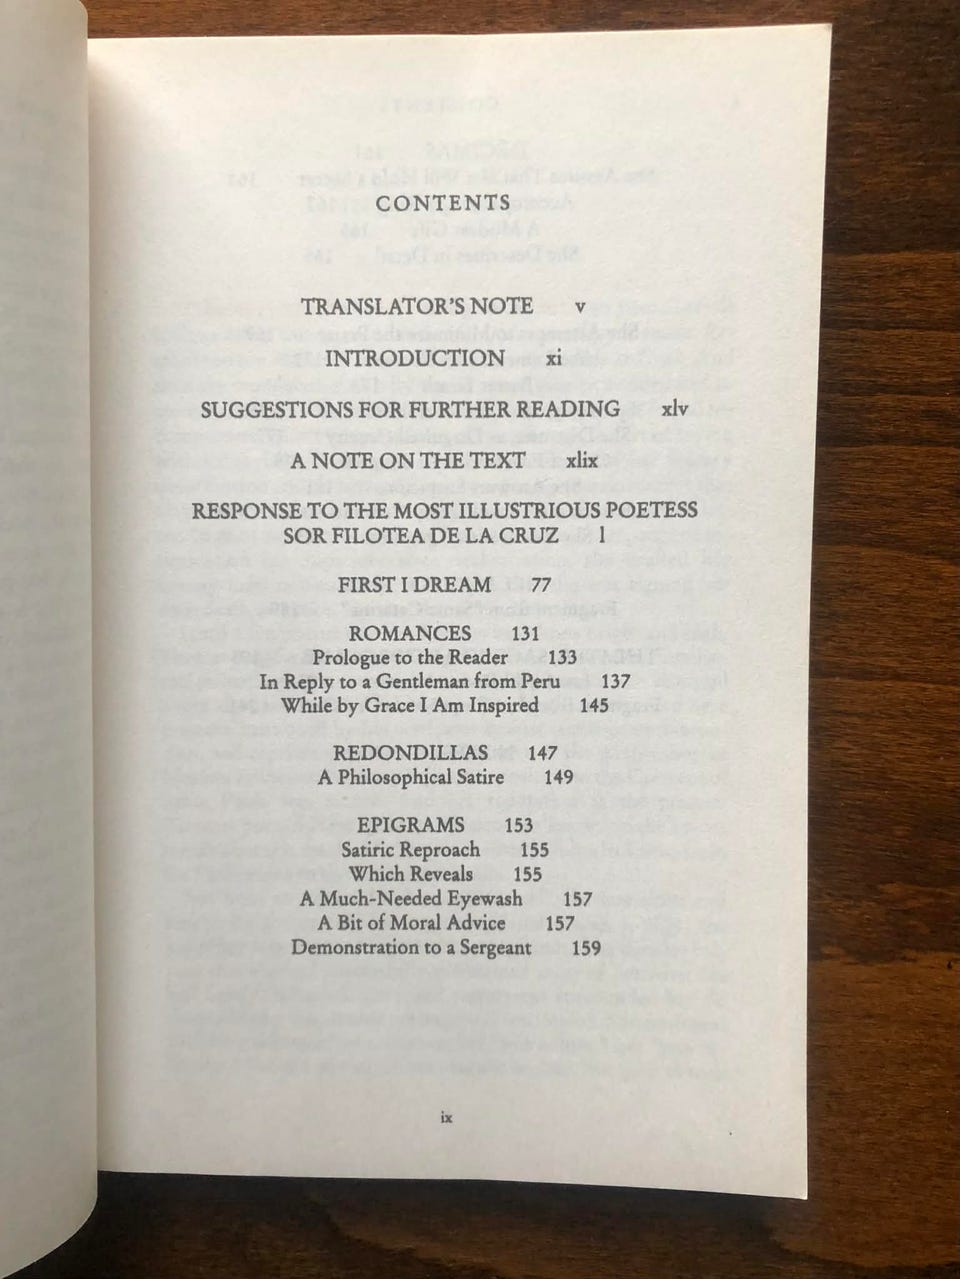 CONTENTS
TRANSLATOR'S NOTE v
INTRODUCTION xi
SUGGESTIONS FOR FURTHER READING xlv
A NOTE ON THE TEXT xlix
RESPONSE TO THE MOST ILLUSTRIOUS POETESS
SOR FILOTEA DE LA CRUZ 1
FIRST I DREAM 77
ROMANCES 131
Prologue to the Reader 133
In Reply to a Gentleman from Peru 137
While by Grace I Am Inspired 145
REDONDILLAS 147
A Philosophical Satire 149
EPIGRAMS 153
Satiric Reproach 155
Which Reveals 155
A Much-Needed Eyewash 157
A Bit of Moral Advice 157
Demonstration to a Sergeant 159
ix